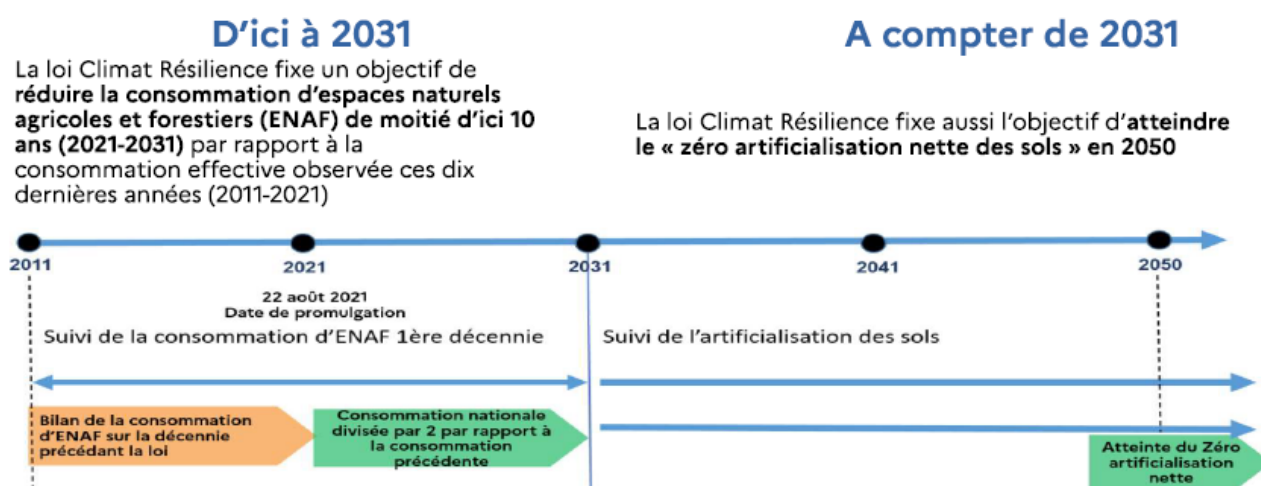 D'ici à 2031
La loi Climat Résilience fixe un objectif de
réduire la consommation d'espaces naturels
agricoles et forestiers (ENAF) de moitié d'ici 10
ans (2021-2031) par rapport à la
consommation effective observée ces dix
dernières années (2011-2021)
A compter de 2031
La loi Climat Résilience fixe aussi l'objectif d'atteindre
le « zéro artificialisation nette des sols » en 2050
2011
2021
2031
2041
2050
22 août 2021
Date de promulgation
Suivi de la consommation d'ENAF 1ère décennie
Suivi de l'artificialisation des sols
Bilan de la consommation
d'ENAF sur la décennie
précédant la loi
Consommation nationale
divisée par 2 par rapport à
la consommation
précédente
Atteinte du Zéro
artificialisation
nette